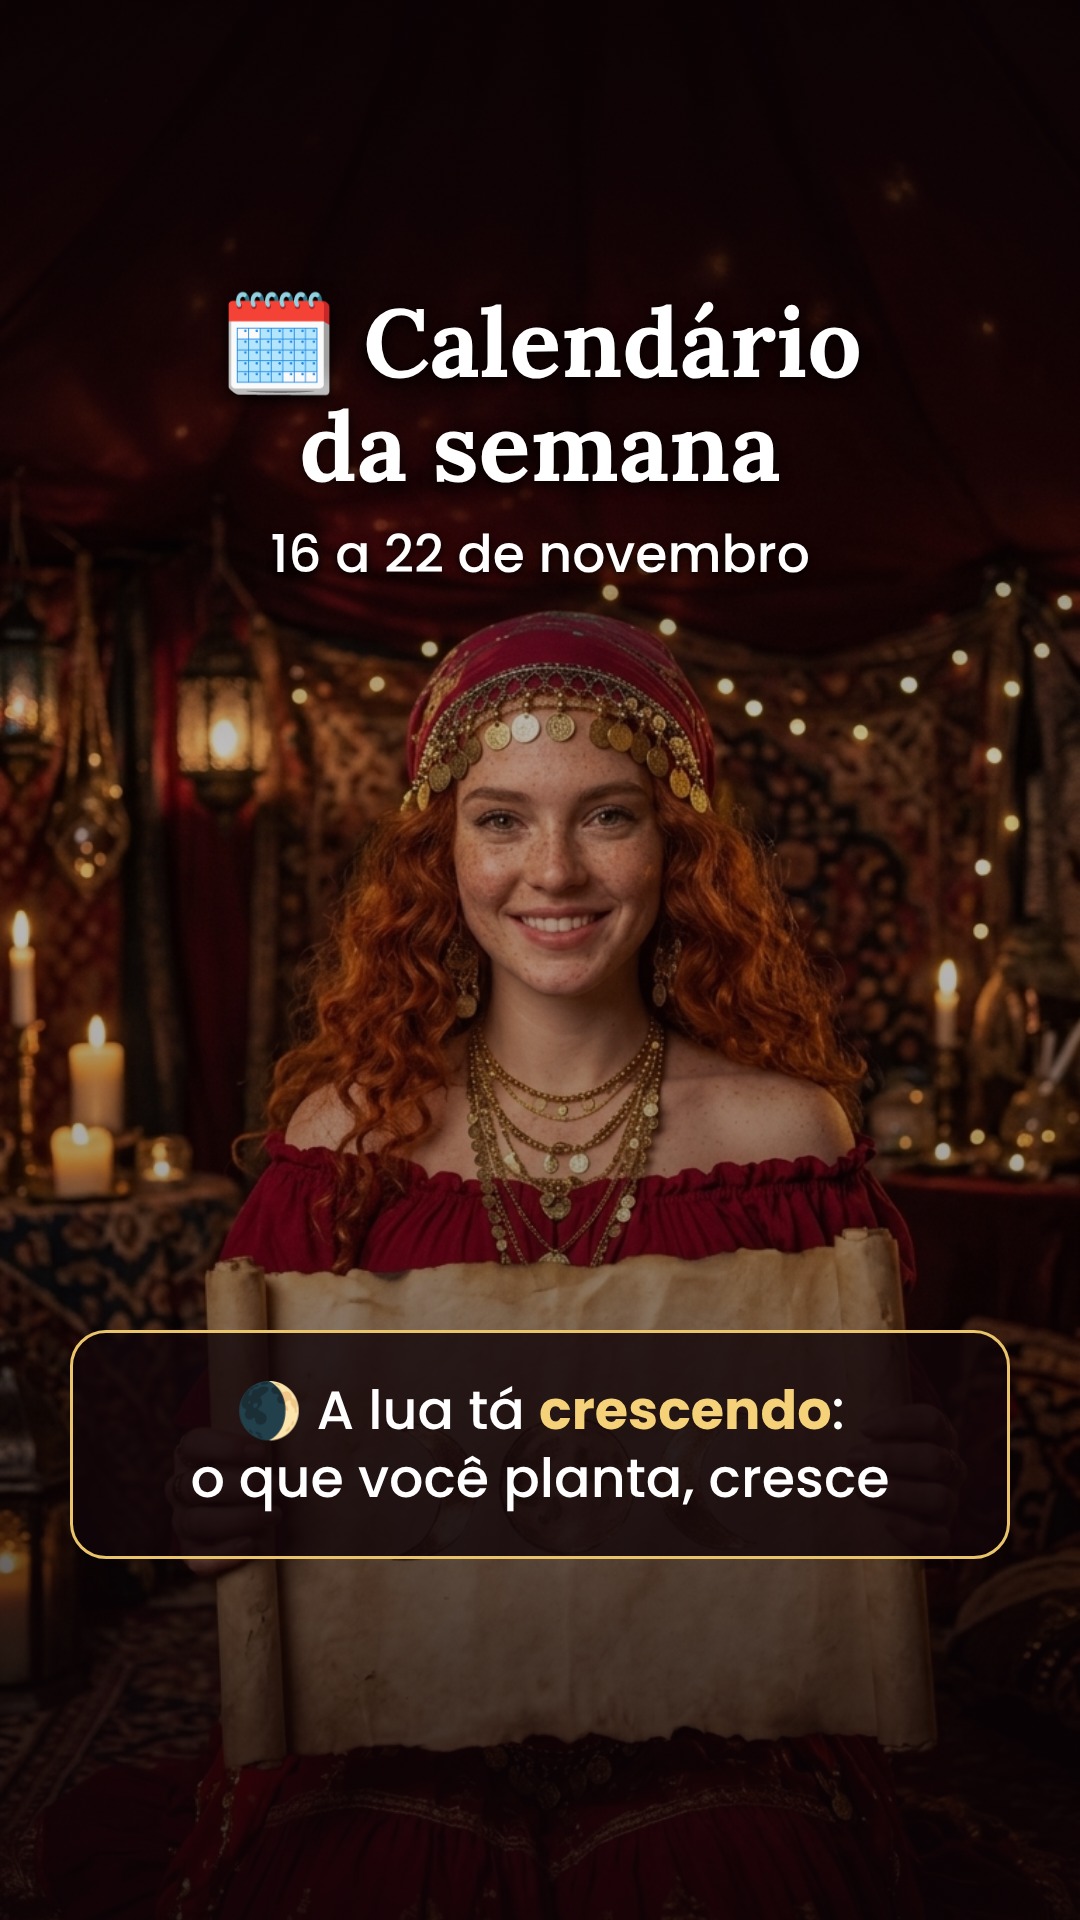 Calendário
da semana
16 a 22 de novembro
A lua tá crescendo:
o que você planta, cresce